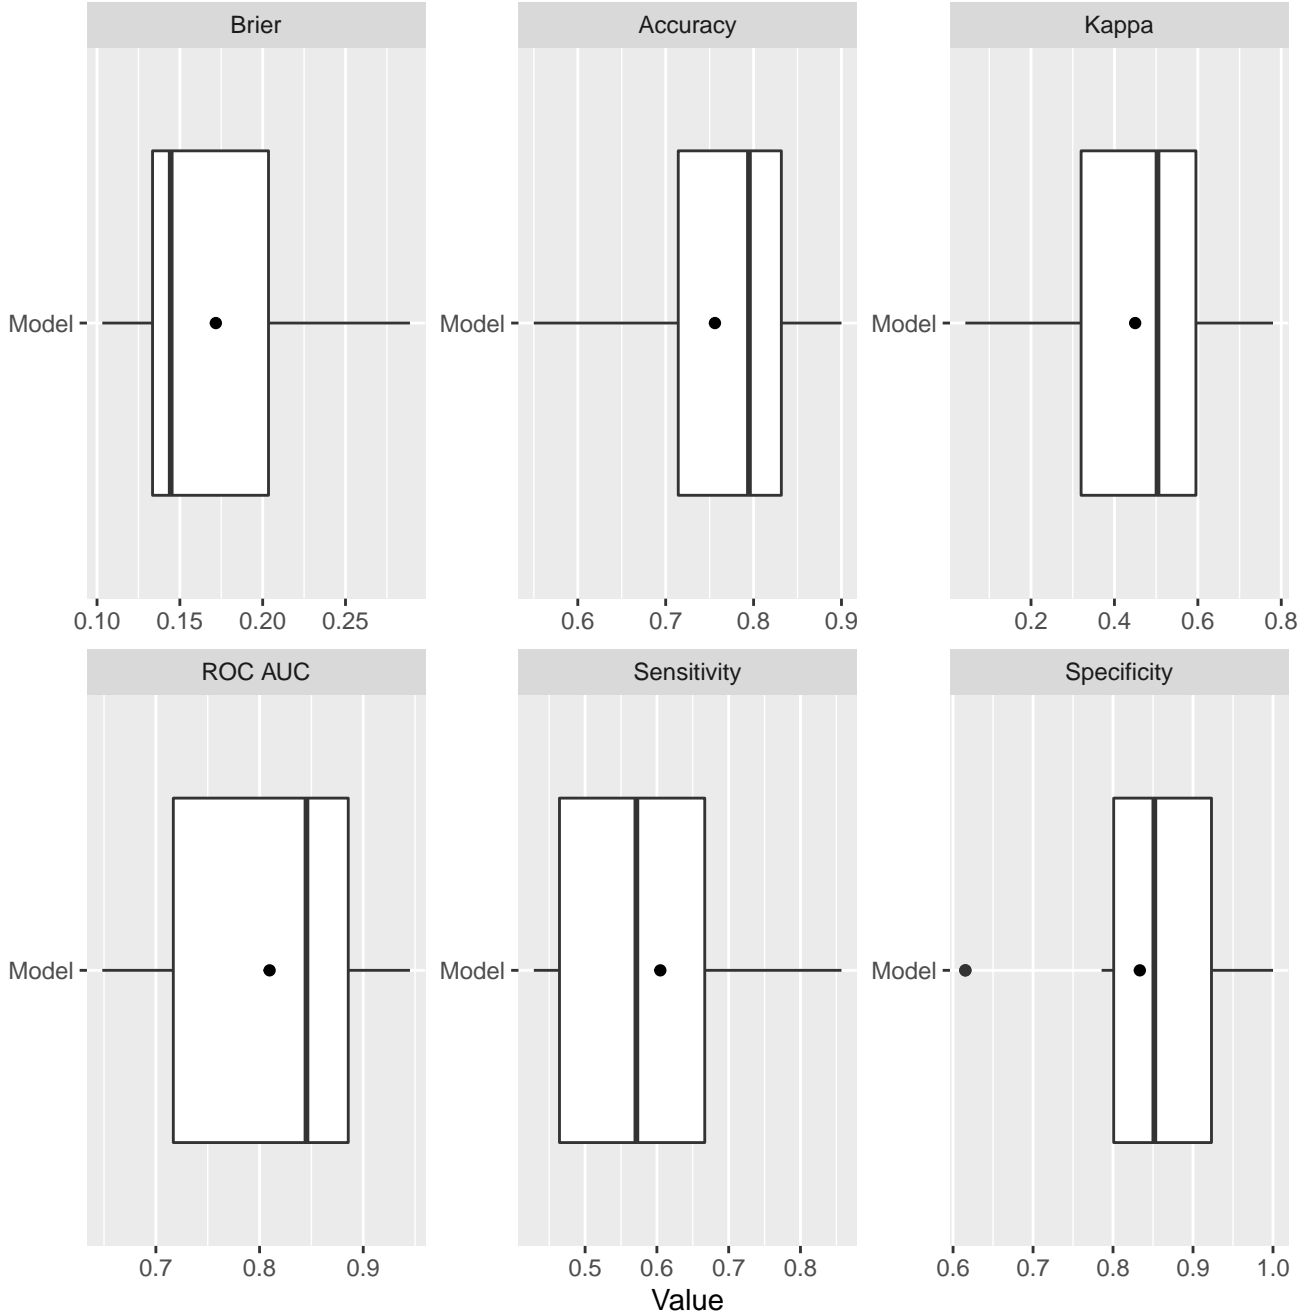 Brier
Accuracy
Kappa
Model
Model
Model
0.10 0.15 0.20 0.25
0.6 0.7 0.8 0.9
0.2 0.4 0.6 0.8
ROC AUC
Sensitivity
Specificity
Model
Model
Model
0.7 0.8 0.9
0.5 0.6 0.7 0.8
0.6 0.7 0.8 0.9 1.0
Value